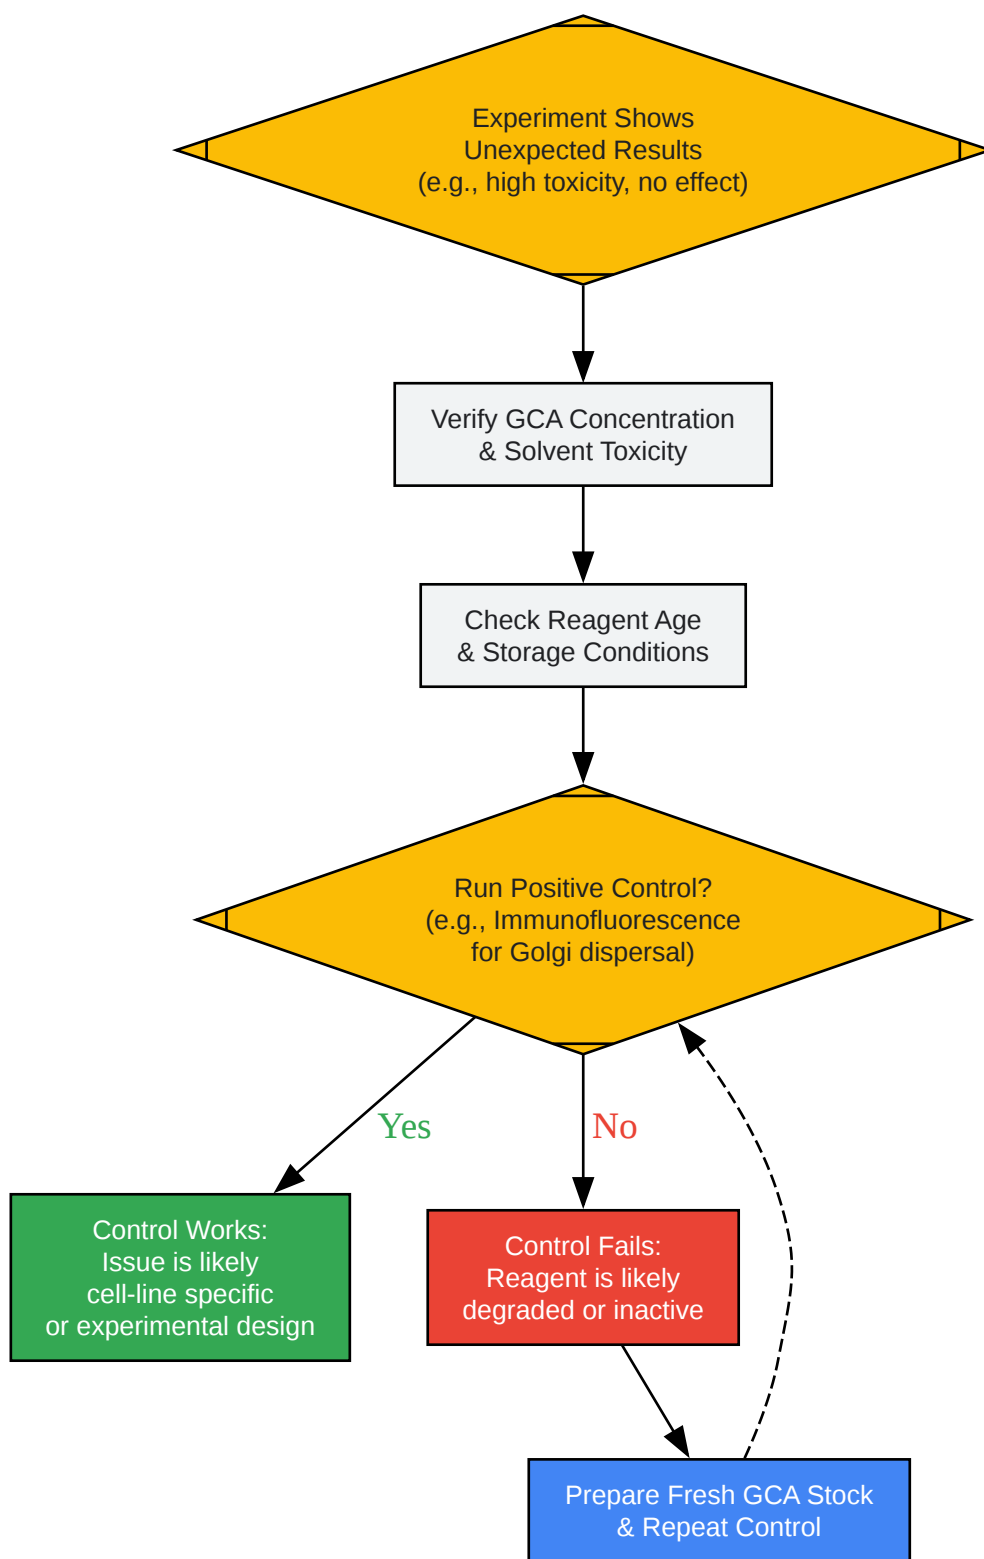 Experiment Shows
Unexpected Results
(e.g., high toxicity, no effect)
Verify GCA Concentration
& Solvent Toxicity
Check Reagent Age
& Storage Conditions
Run Positive Control?
(e.g., Immunofluorescence
for Golgi dispersal)
Yes
No
Control Works:
Issue is likely
cell-line specific
or experimental design
Control Fails:
Reagent is likely
degraded or inactive
Prepare Fresh GCA Stock
& Repeat Control